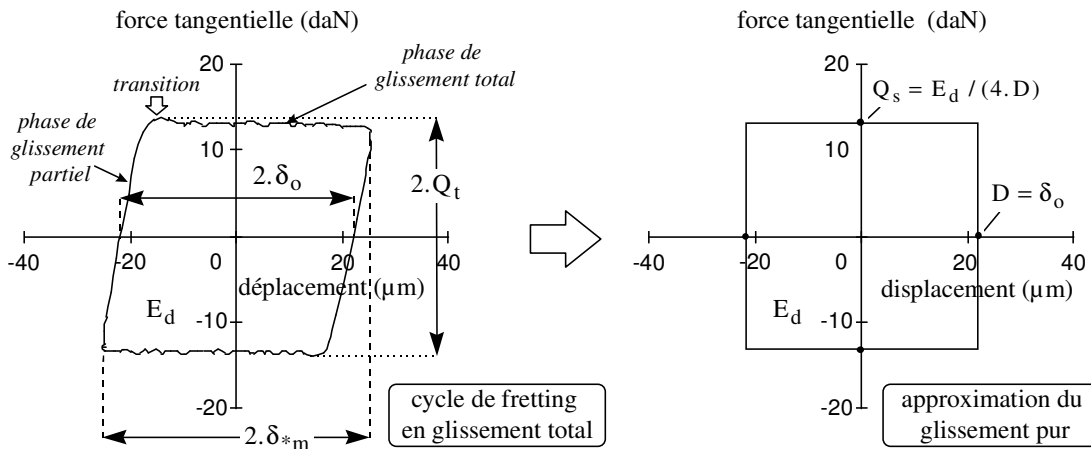 force tangentielle (daN)
20
phase de
glissement total
transition
phase de
glissement
partiel
10
2.δo
2.Qt
-40
-20
0
20
40
déplacement (µm)
Ed
-10
-20
2.δ*m
cycle de fretting
en glissement total
force tangentielle (daN)
20
Qs = Ed / (4.D)
10
D = δo
-40
-20
0
20
40
displacement (µm)
Ed
-10
-20
approximation du
glissement pur